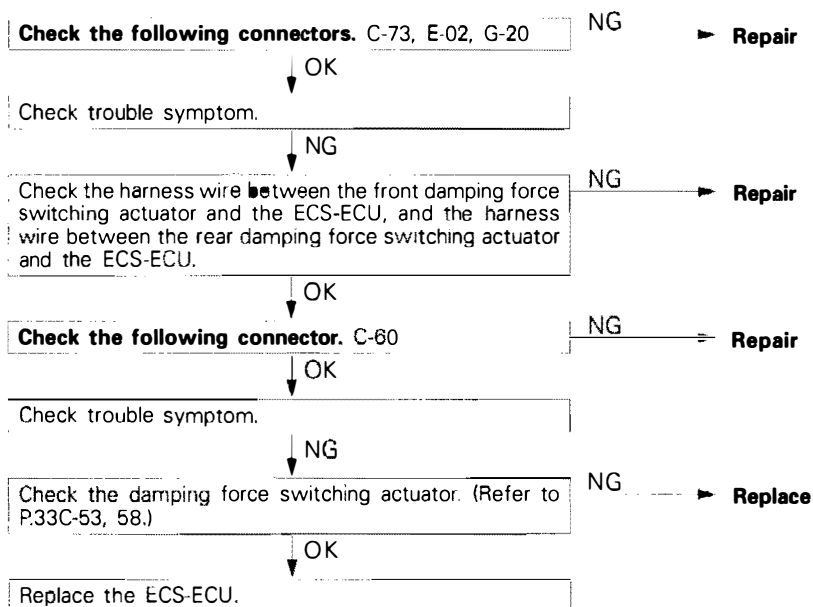 Check the following connectors. C-73, E-02, G-20
NG
Repair
OK
Check trouble symptom.
NG
Check the harness wire between the front damping force
switching actuator and the ECS-ECU, and the harness
wire between the rear damping force switching actuator
and the ECS-ECU.
NG
Repair
OK
Check the following connector. C-60
NG
Repair
OK
Check trouble symptom.
NG
Check the damping force switching actuator. (Refer to
P.33C-53, 58.)
NG
Replace
OK
Replace the ECS-ECU.